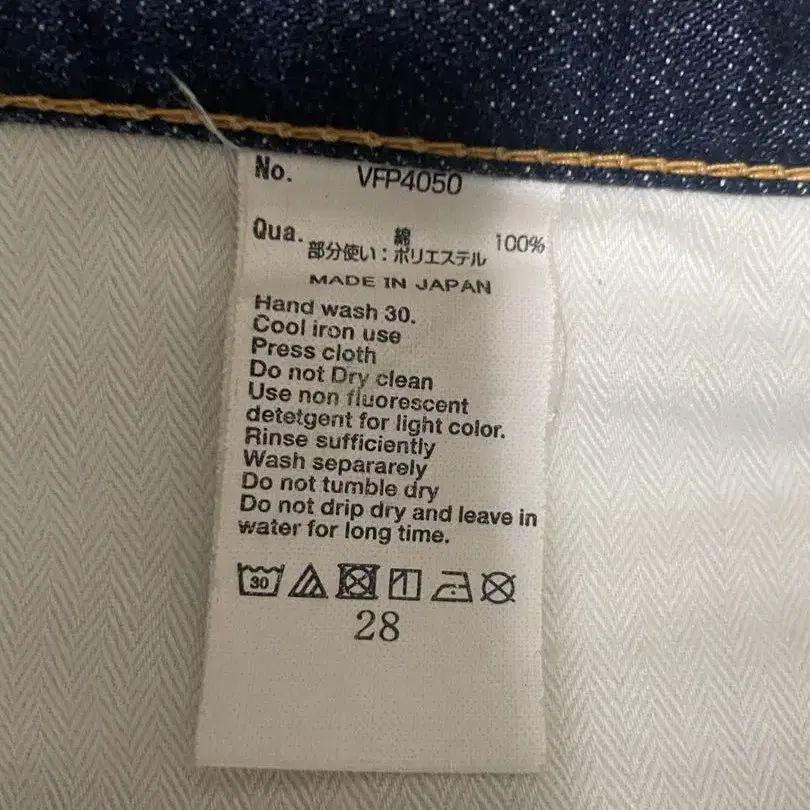 No. VFP4050
Qua. 綿 100%
部分使い：ポリエステル
MADE IN JAPAN
Hand wash 30.
Cool iron use
Press cloth
Do not Dry clean
Use non fluorescent
detetgent for light color.
Rinse sufficiently
Wash separarely
Do not tumble dry
Do not drip dry and leave in
water for long time.
30
28